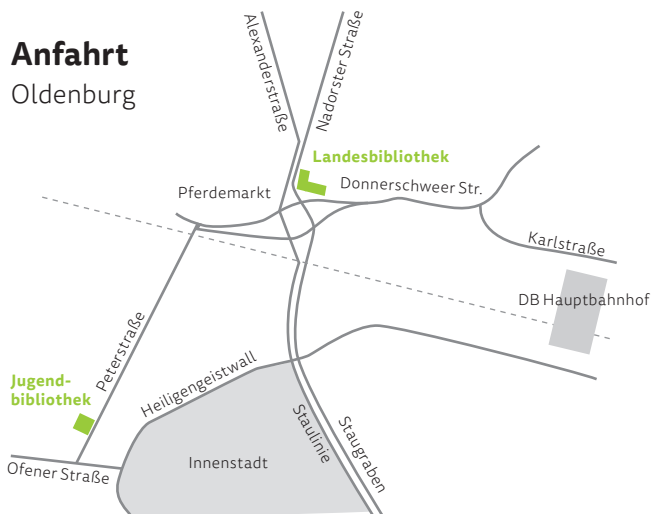 Anfahrt
Oldenburg
Alexanderstraße
Nadorster Straße
Landesbibliothek
Pferdemarkt
Donnerschweer Str.
Karlstraße
DB Hauptbahnhof
Peterstraße
Heiligengeistwall
Jugend-
bibliothek
Staulinie
Staugraben
Innenstadt
Ofener Straße